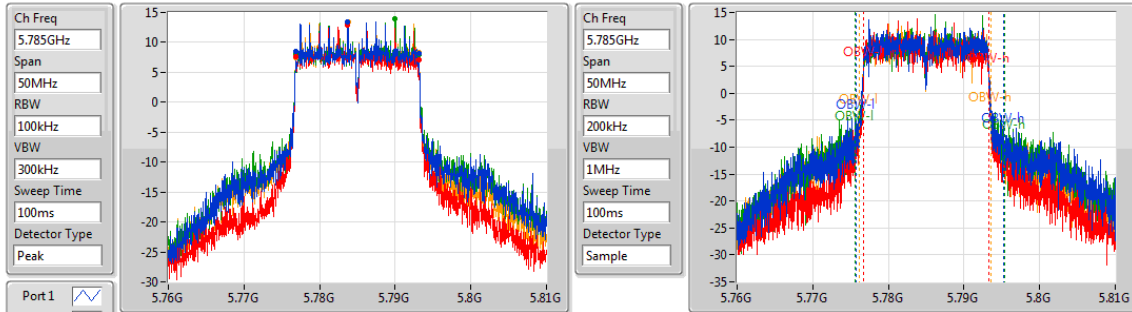 Ch Freq
5.785GHz
Span
50MHz
RBW
100kHz
VBW
300kHz
Sweep Time
100ms
Detector Type
Peak
Port 1
15
10
5
0
-5
-10
-15
-20
-25
-30
5.76G
5.77G
5.78G
5.79G
5.8G
5.81G
Ch Freq
5.785GHz
Span
50MHz
RBW
200kHz
VBW
1MHz
Sweep Time
100ms
Detector Type
Sample
15
10
5
0
-5
-10
-15
-20
-25
-30
-35
OBW-l
OBW-l
OBW-h
OBW-h
5.76G
5.77G
5.78G
5.79G
5.8G
5.81G